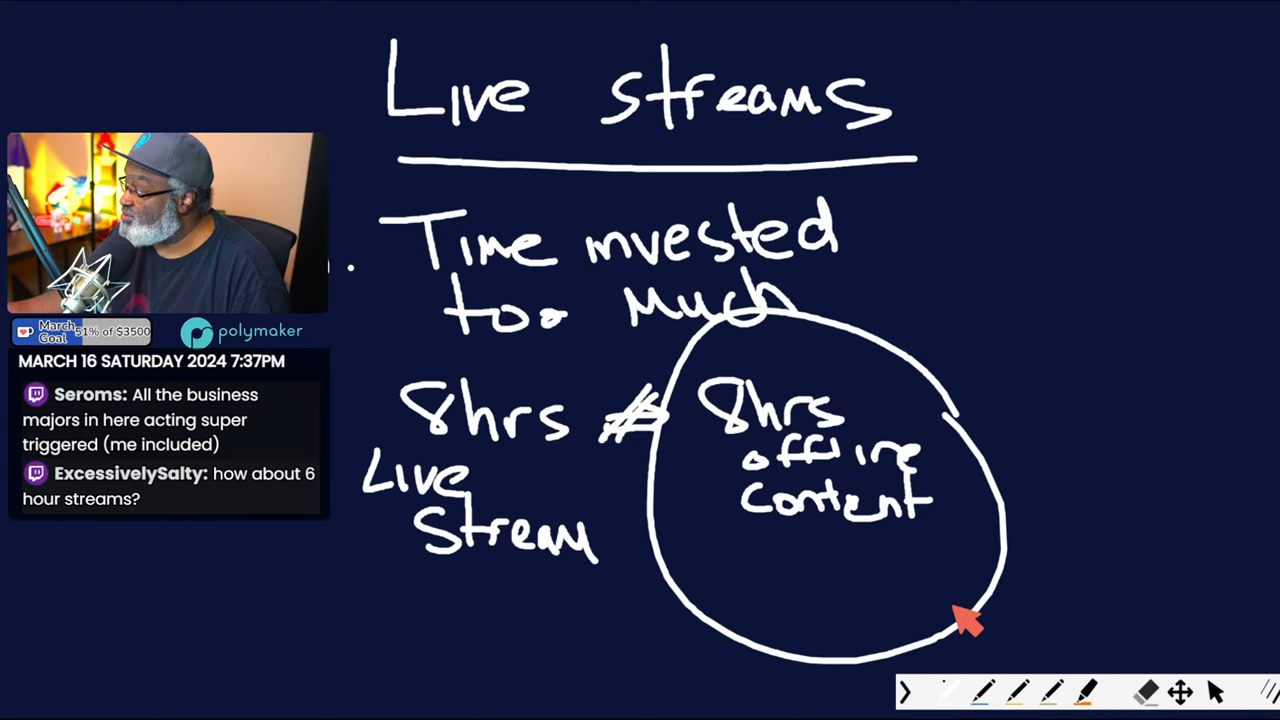 Live streams
Time invested
too Much
8hrs ≠ 8hrs
offline
content
Live
Stream
March
Goal
51% of $3500
polymaker
MARCH 16 SATURDAY 2024 7:37PM
Seroms: All the business
majors in here acting super
triggered (me included)
ExcessivelySalty: how about 6
hour streams?